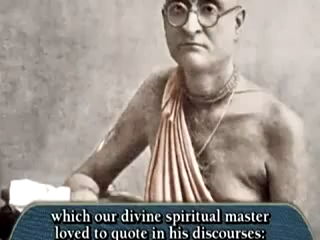 which our divine spiritual master
loved to quote in his discourses: